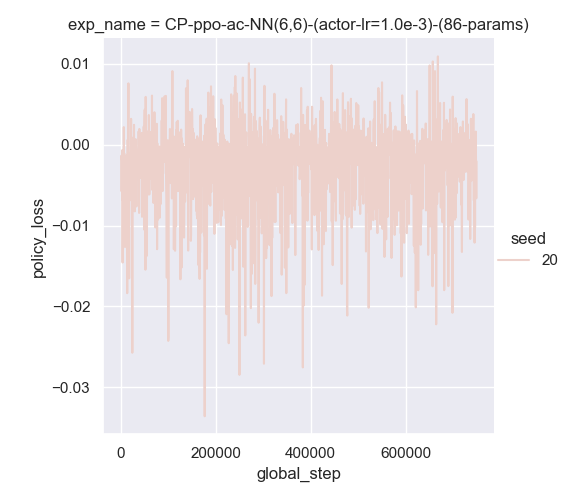 exp_name = CP-ppo-ac-NN(6,6)-(actor-lr=1.0e-3)-(86-params)
0.01
0.00
−0.01
−0.02
−0.03
policy_loss
0
200000
400000
600000
global_step
seed
20